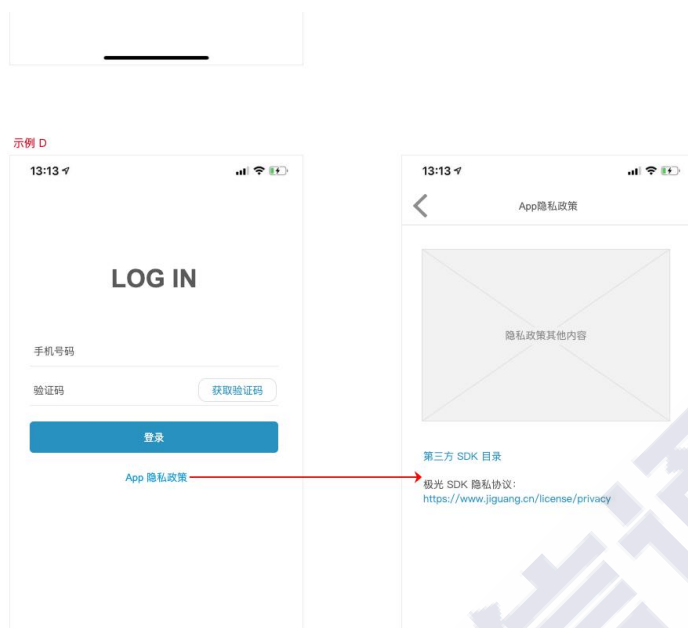 示例 D
13:13
LOG IN
手机号码
验证码
获取验证码
登录
App 隐私政策
13:13
App隐私政策
隐私政策其他内容
第三方 SDK 目录
极光 SDK 隐私协议：
https://www.jiguang.cn/license/privacy
信通